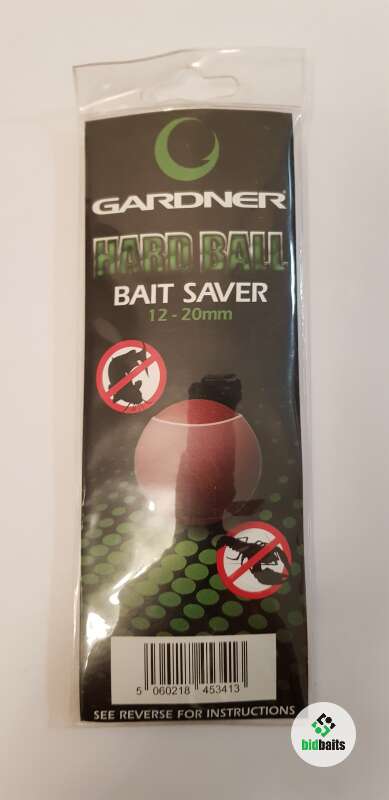 GARDNER
HARD BALL
BAIT SAVER
12 - 20mm
5 060218 453413
SEE REVERSE FOR INSTRUCTIONS
bidbaits